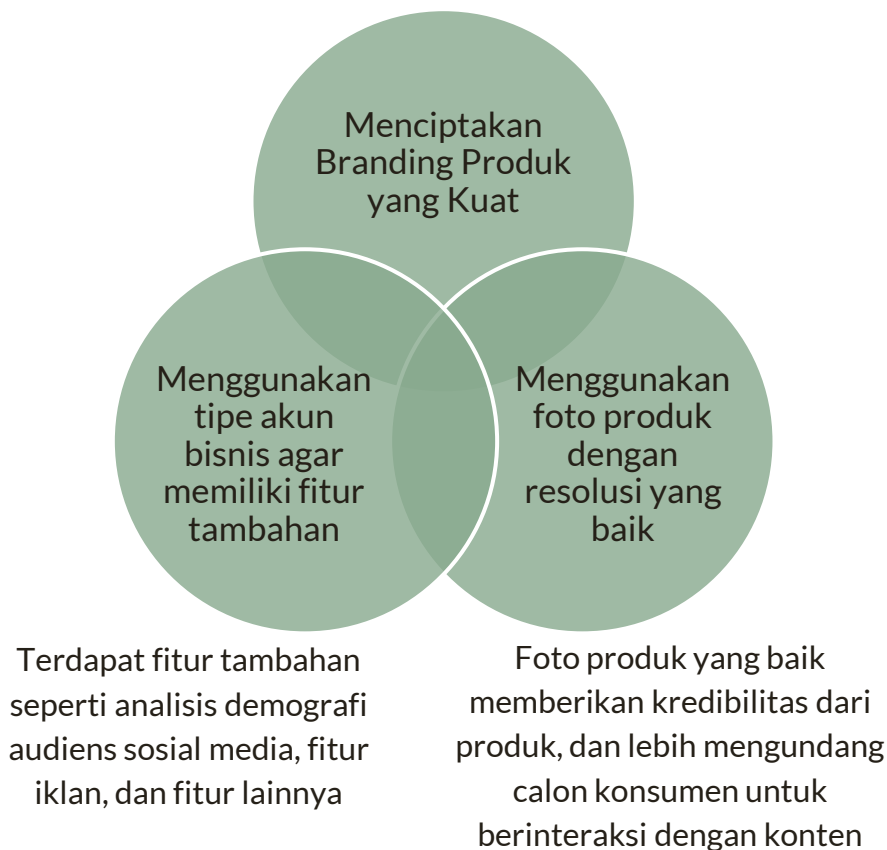 Menciptakan
Branding Produk
yang Kuat
Menggunakan
tipe akun
bisnis agar
memiliki fitur
tambahan
Menggunakan
foto produk
dengan
resolusi yang
baik
Terdapat fitur tambahan
seperti analisis demografi
audiens sosial media, fitur
iklan, dan fitur lainnya
Foto produk yang baik
memberikan kredibilitas dari
produk, dan lebih mengundang
calon konsumen untuk
berinteraksi dengan konten